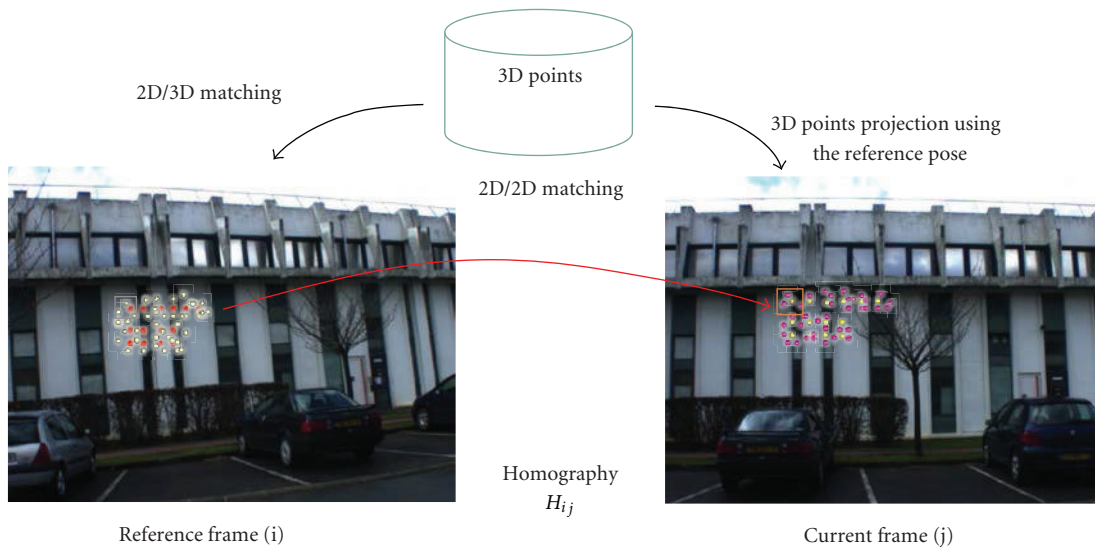 3D points
2D/3D matching
3D points projection using
the reference pose
2D/2D matching
Homography
H_{ij}
Reference frame (i)
Current frame (j)